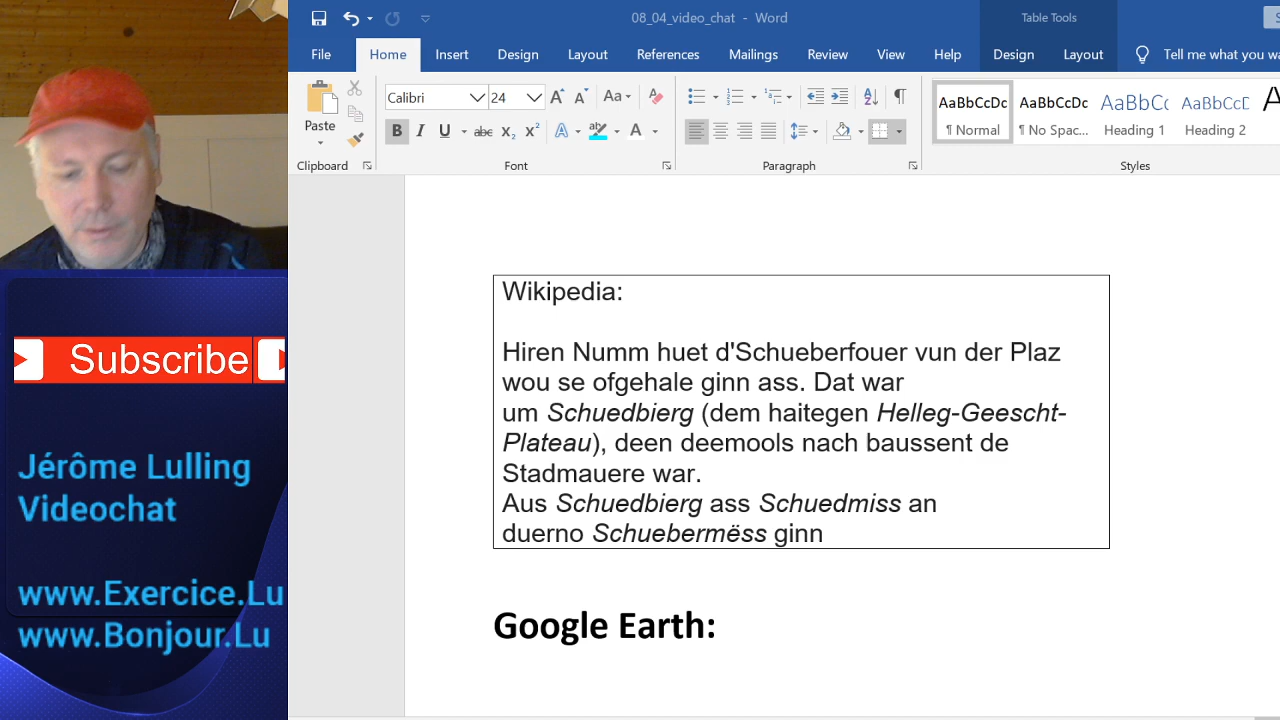 08_04_video_chat - Word
Table Tools
File Home Insert Design Layout References Mailings Review View Help Design Layout Tell me what you wa
Calibri 24 Aa
Paste
B I U abc x₂ x² A A
AaBbCcDc AaBbCcDc AaBbCc AaBbCcD
¶ Normal ¶ No Spac... Heading 1 Heading 2
Clipboard Font Paragraph Styles
Subscribe
Jérôme Lulling
Videochat
www.Exercice.Lu
www.Bonjour.Lu
Wikipedia:
Hiren Numm huet d'Schueberfouer vun der Plaz
wou se ofgehale ginn ass. Dat war
um Schuedbierg (dem haitegen Helleg-Geescht-
Plateau), deen deemools nach baussent de
Stadmauere war.
Aus Schuedbierg ass Schuedmiss an
duerno Schuebermëss ginn
Google Earth: